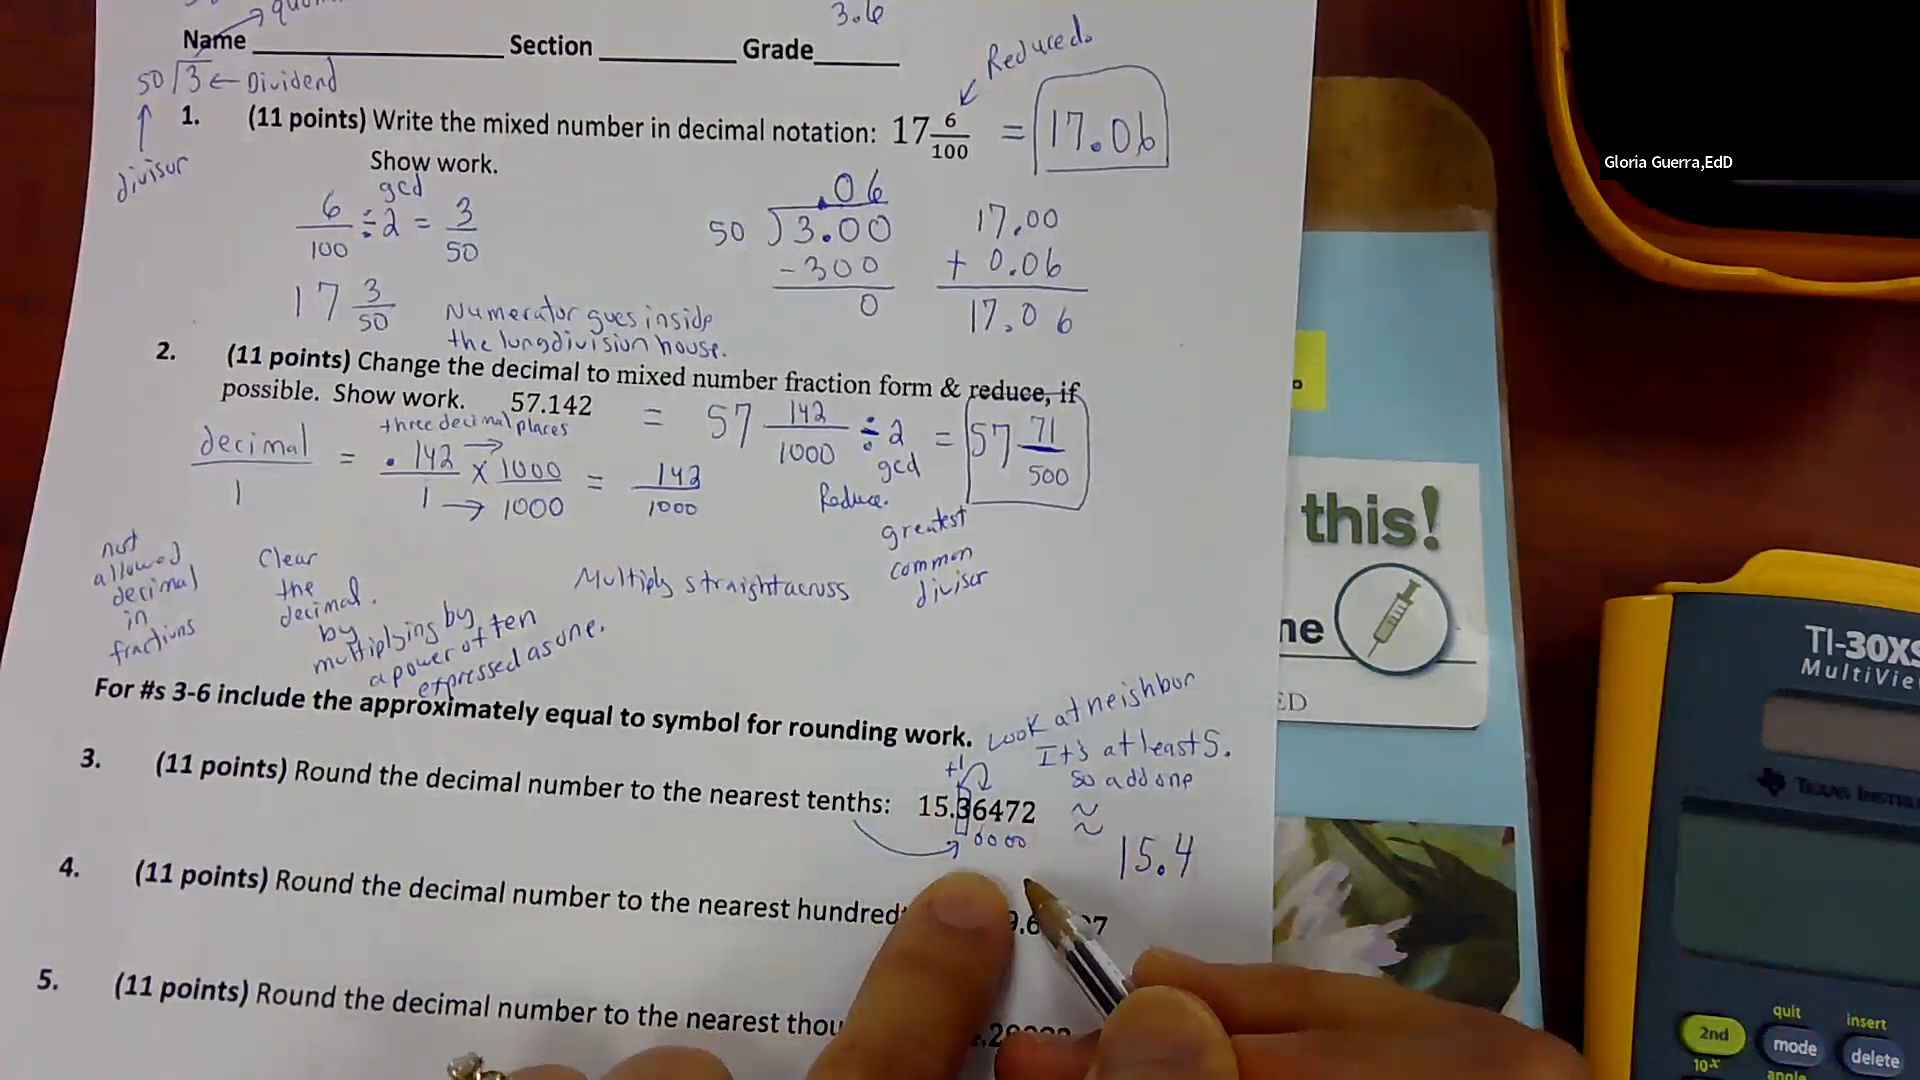 3.6
Name Section Grade
Reduced.
50 3 ← Dividend
divisor
1. (11 points) Write the mixed number in decimal notation: 17 6/100 = 17.06
Show work.
gcd
6/100 ÷ 2 = 3/50
17 3/50
.06
50 ) 3.00
-300
0
17.00
+ 0.06
17.06
Numerator goes inside
the long division house.
2. (11 points) Change the decimal to mixed number fraction form & reduce, if
possible. Show work. 57.142 = 57 142/1000 ÷ 2 = 57 71/500
gcd
Reduce.
greatest
common
divisor
three decimal places
decimal/1 = .142/1 × 1000/1000 = 142/1000
not
allowed
decimal
in
fractions
Clear
the
decimal.
by
multiplying by
a power of ten
expressed as one.
Multiply straight across
For #s 3-6 include the approximately equal to symbol for rounding work.
Look at neighbor
It's at least 5.
so add one
+1
3. (11 points) Round the decimal number to the nearest tenths: 15.36472 ≈
0000
15.4
4. (11 points) Round the decimal number to the nearest
5. (11 points) Round the decimal number to the nearest
Gloria Guerra,EdD
this!
TI-30XS
MultiVie
2nd
quit
mode
insert
delete
10ˣ